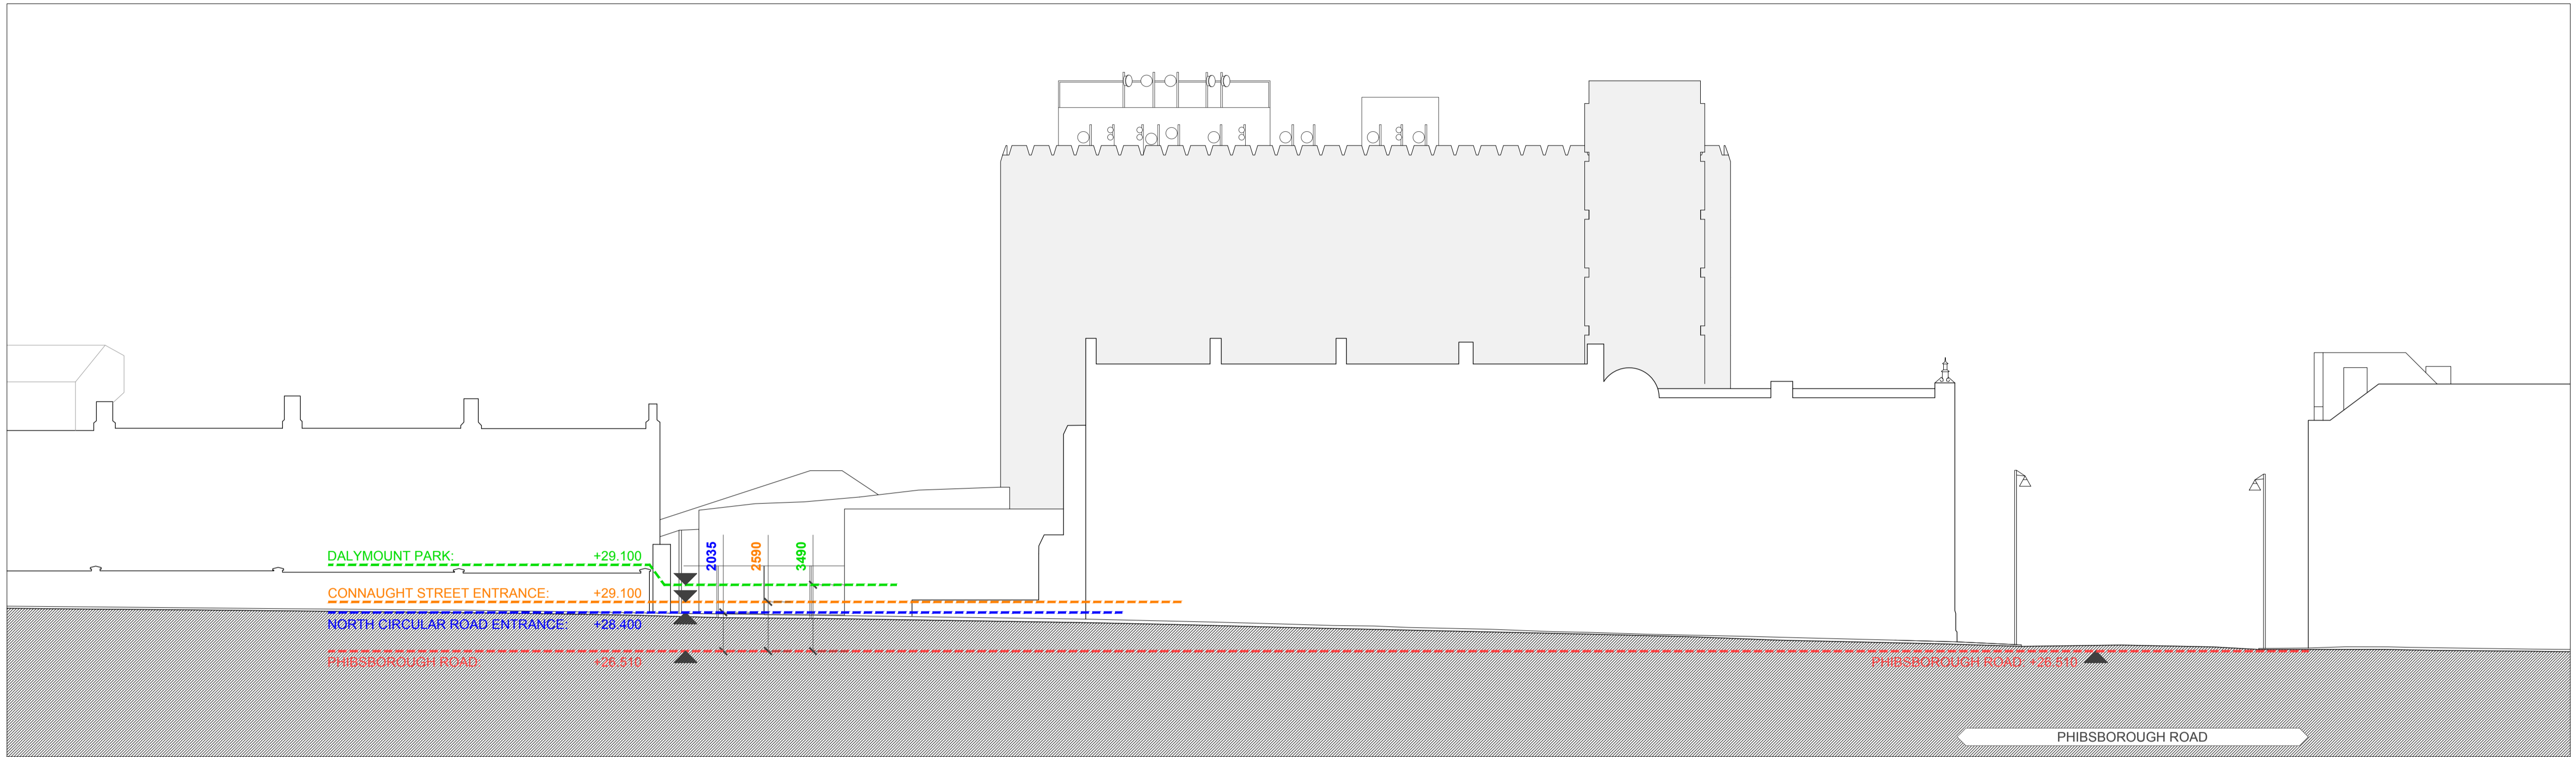 2035
2590
3490
DALYMOUNT PARK: +29.100
CONNAUGHT STREET ENTRANCE: +29.100
NORTH CIRCULAR ROAD ENTRANCE: +28.400
PHIBSBOROUGH ROAD: +26.510
PHIBSBOROUGH ROAD: +26.510
PHIBSBOROUGH ROAD